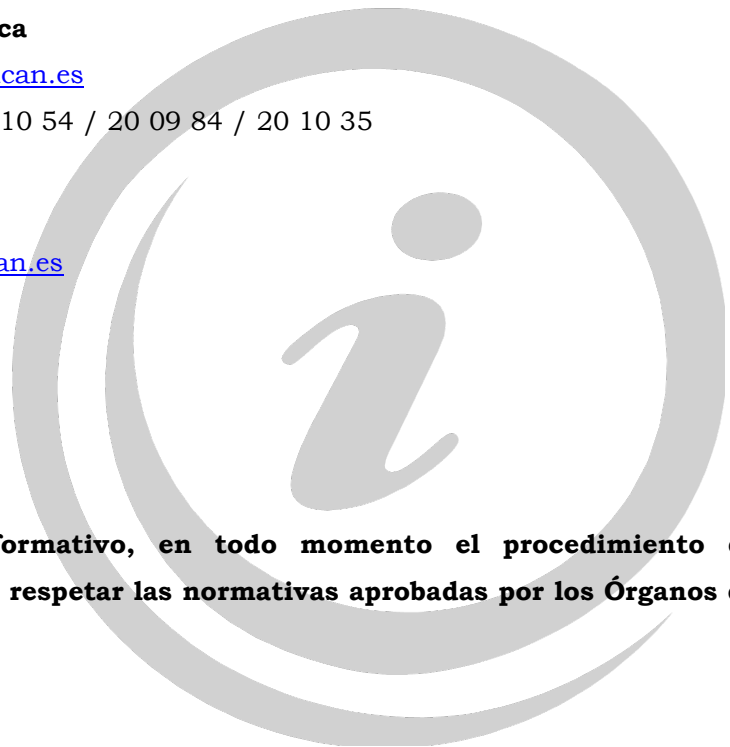 ca
can.es
10 54 / 20 09 84 / 20 10 35
an.es
formativo, en todo momento el procedimiento
respetar las normativas aprobadas por los Órganos